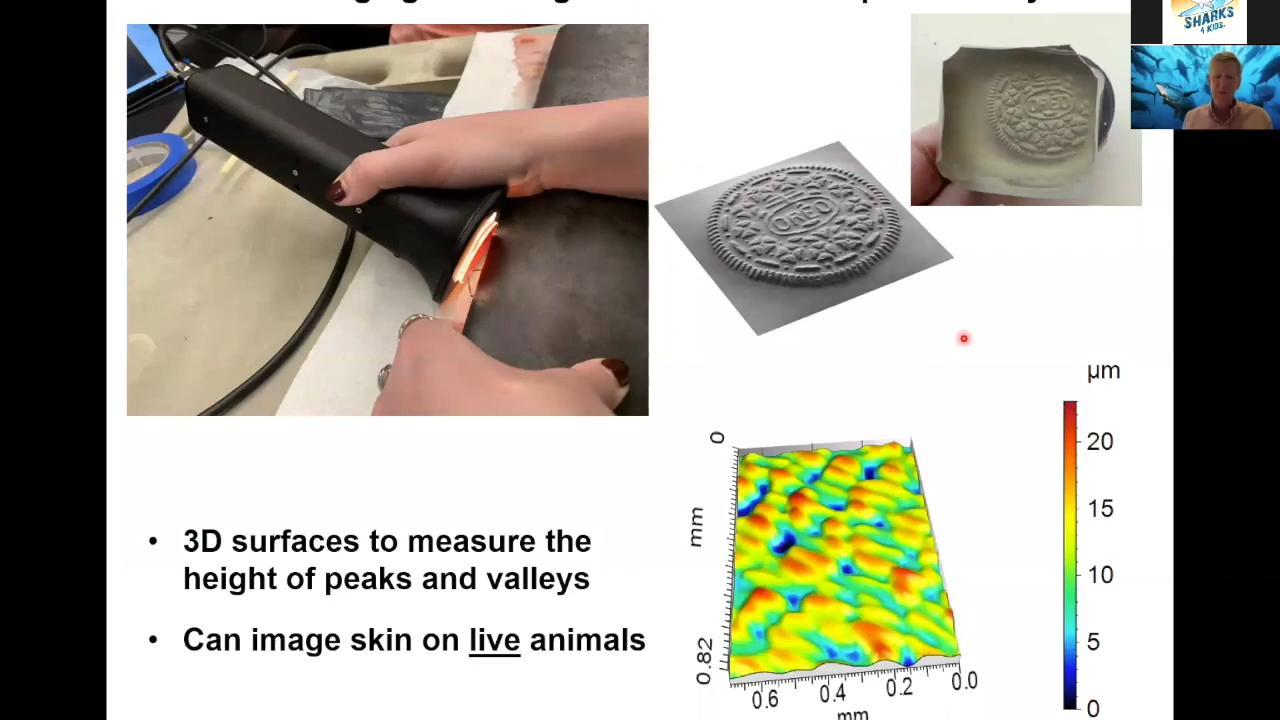 SHARKS
4 KIDS.
OREO
OREO
µm
20
15
10
5
0
0
mm
0.82
0.6
0.4
0.2
0.0
mm
• 3D surfaces to measure the
height of peaks and valleys
• Can image skin on live animals